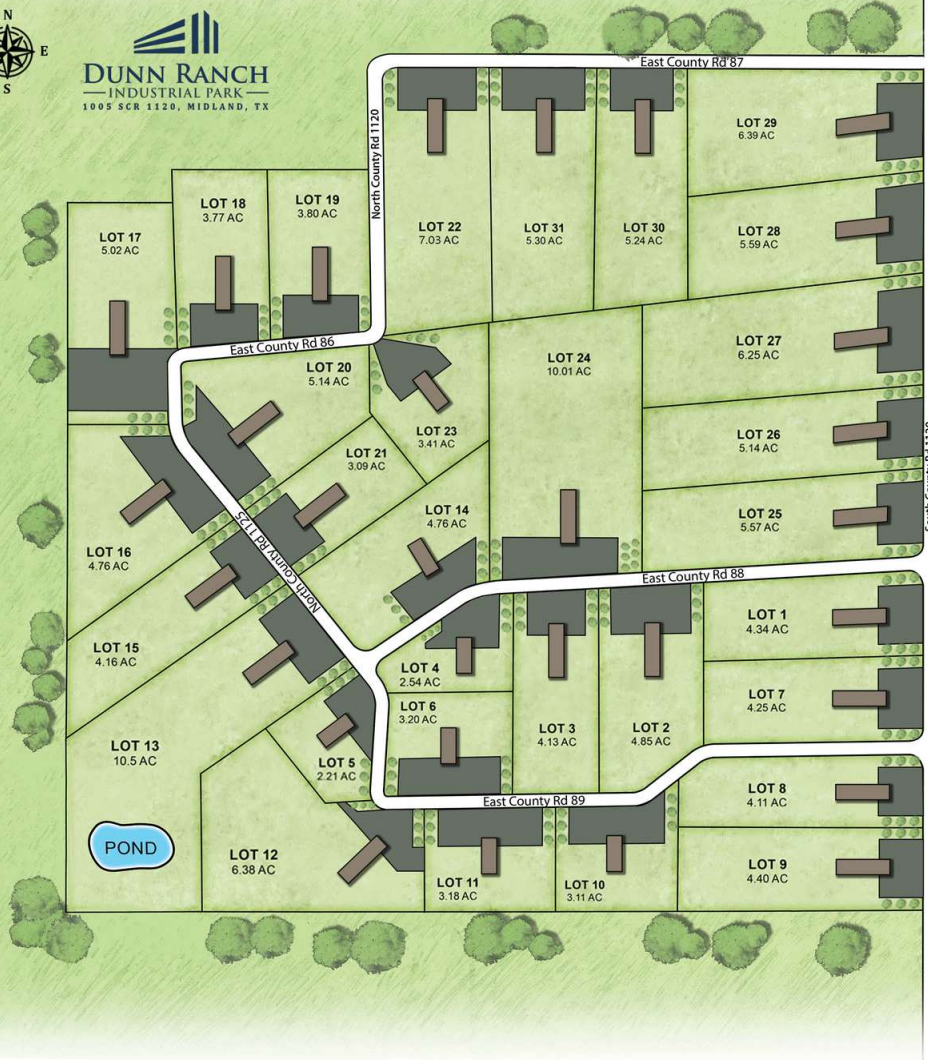 N
E
S
DUNN RANCH
INDUSTRIAL PARK
1005 SCR 1120, MIDLAND, TX
East County Rd 87
North County Rd 1120
LOT 29
6.39 AC
LOT 18
3.77 AC
LOT 19
3.80 AC
LOT 17
5.02 AC
LOT 22
7.03 AC
LOT 31
5.30 AC
LOT 30
5.24 AC
LOT 28
5.59 AC
East County Rd 86
LOT 20
5.14 AC
LOT 24
10.01 AC
LOT 27
6.25 AC
LOT 23
3.41 AC
LOT 26
5.14 AC
LOT 21
3.09 AC
LOT 14
4.76 AC
LOT 25
5.57 AC
South County Rd 1120
LOT 16
4.76 AC
North County Rd 1125
East County Rd 88
LOT 1
4.34 AC
LOT 15
4.16 AC
LOT 4
2.54 AC
LOT 7
4.25 AC
LOT 6
3.20 AC
LOT 3
4.13 AC
LOT 2
4.85 AC
LOT 13
10.5 AC
LOT 5
2.21 AC
East County Rd 89
LOT 8
4.11 AC
POND
LOT 12
6.38 AC
LOT 11
3.18 AC
LOT 10
3.11 AC
LOT 9
4.40 AC